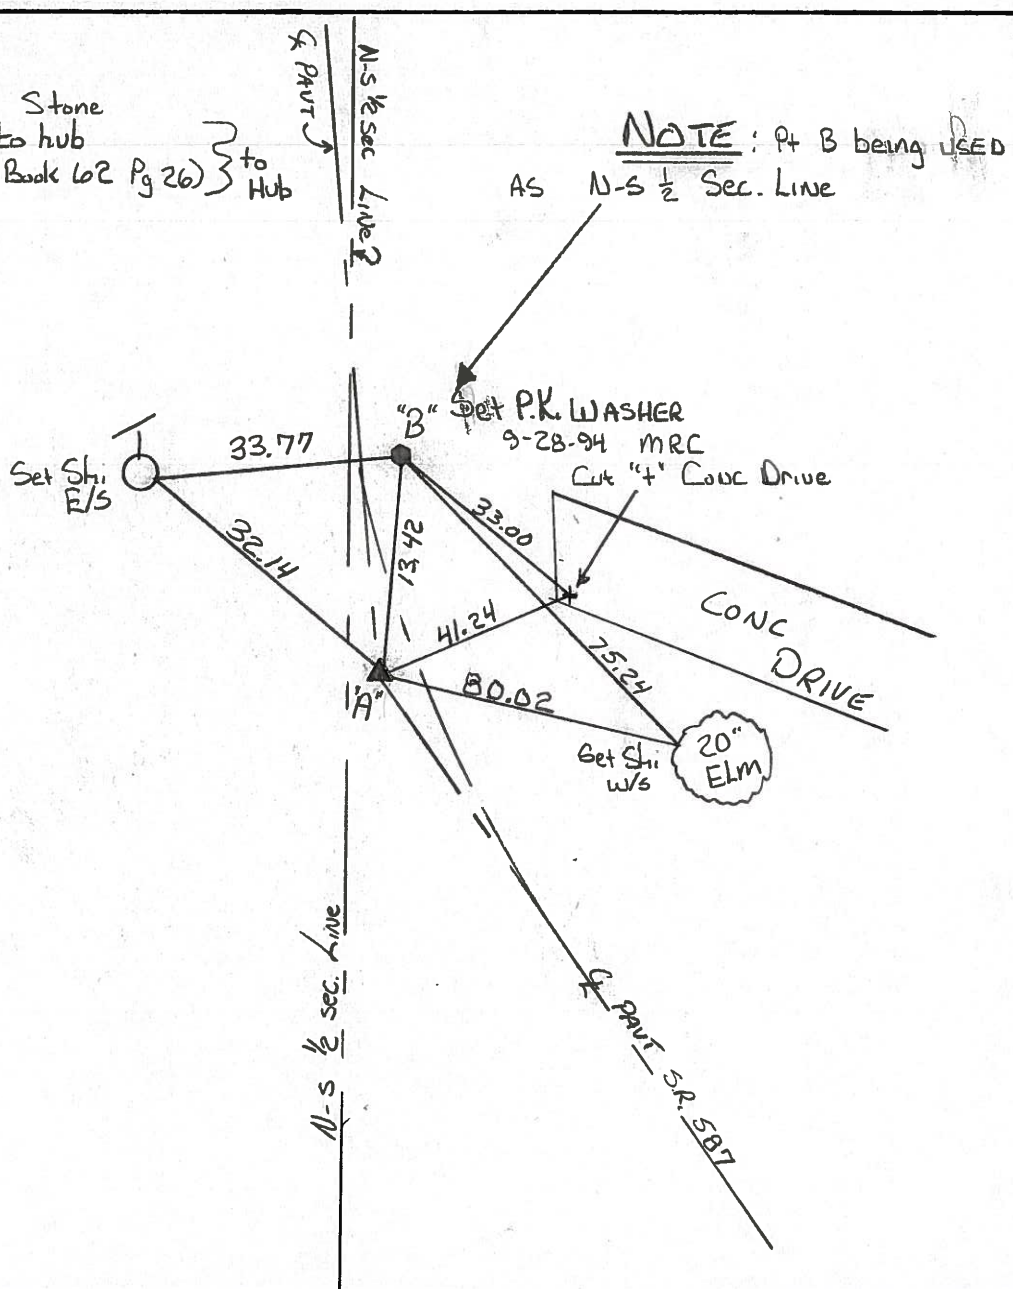 Stone
to hub
Book 62 Pg 26) } to
Hub
℄ PAVT
N-S 1/2 Sec Line?
NOTE : Pt B being USED
AS N-S 1/2 Sec. Line
"B" Set P.K. WASHER
9-28-94 MRC
Cut "+" Conc Drive
33.77
Set Shi.
E/S
32.14
13.42
33.00
41.24
75.24
80.02
"A"
CONC
DRIVE
Set Shi.
W/S
20"
ELM
N-S 1/2 Sec. Line
℄ PAVT S.R. 587